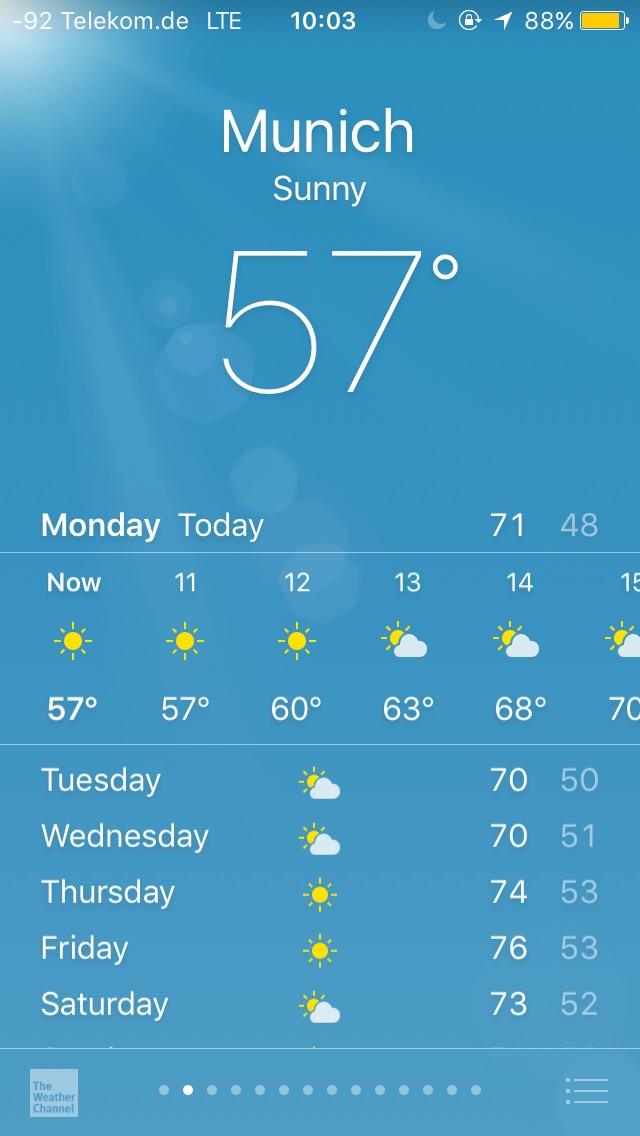 -92 Telekom.de LTE 10:03 88%
Munich
Sunny
57°
Monday Today 71 48
Now 11 12 13 14 15
57° 57° 60° 63° 68° 70
Tuesday 70 50
Wednesday 70 51
Thursday 74 53
Friday 76 53
Saturday 73 52
The
Weather
Channel